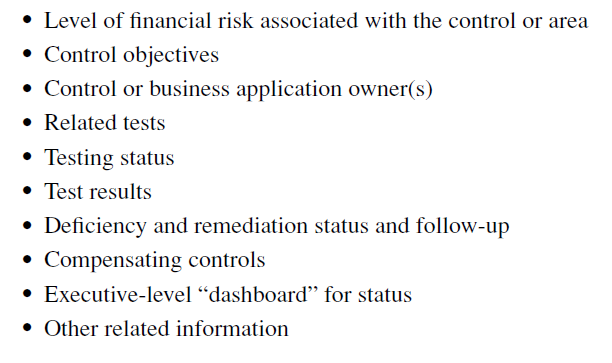 • Level of financial risk associated with the control or area
• Control objectives
• Control or business application owner(s)
• Related tests
• Testing status
• Test results
• Deficiency and remediation status and follow-up
• Compensating controls
• Executive-level “dashboard” for status
• Other related information